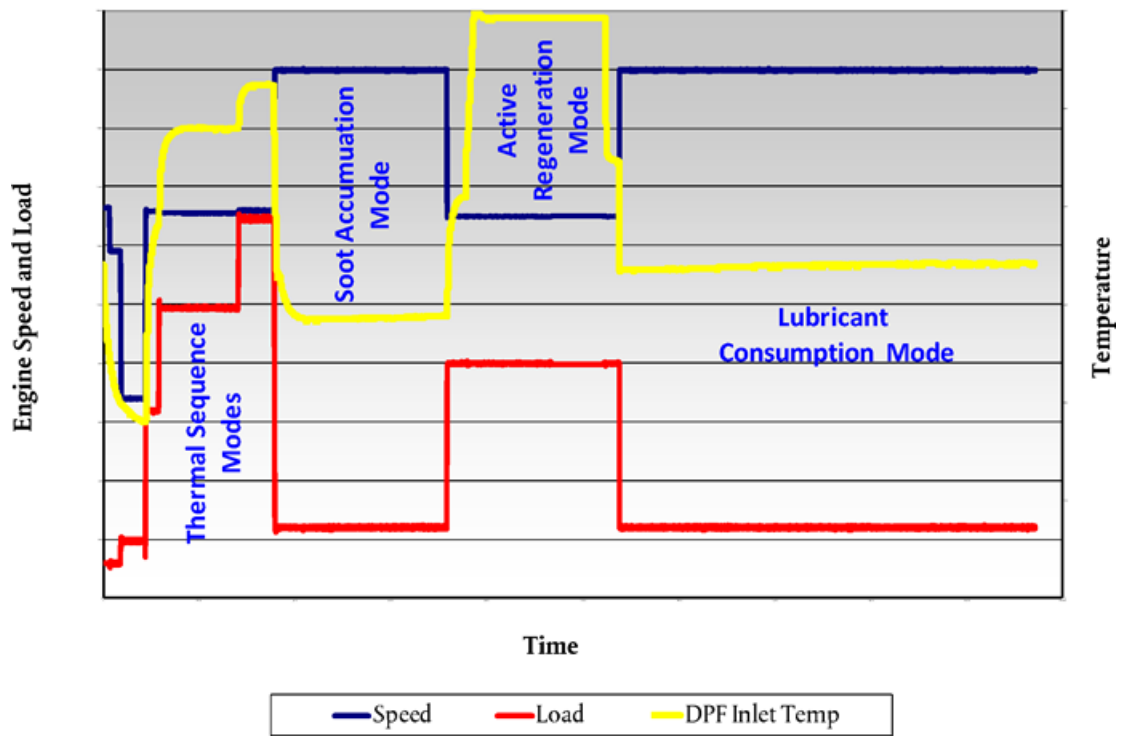 Engine Speed and Load
Thermal Sequence
Modes
Soot Accumuation
Mode
Active
Regeneration
Mode
Lubricant
Consumption Mode
Temperature
Time
Speed
Load
DPF Inlet Temp